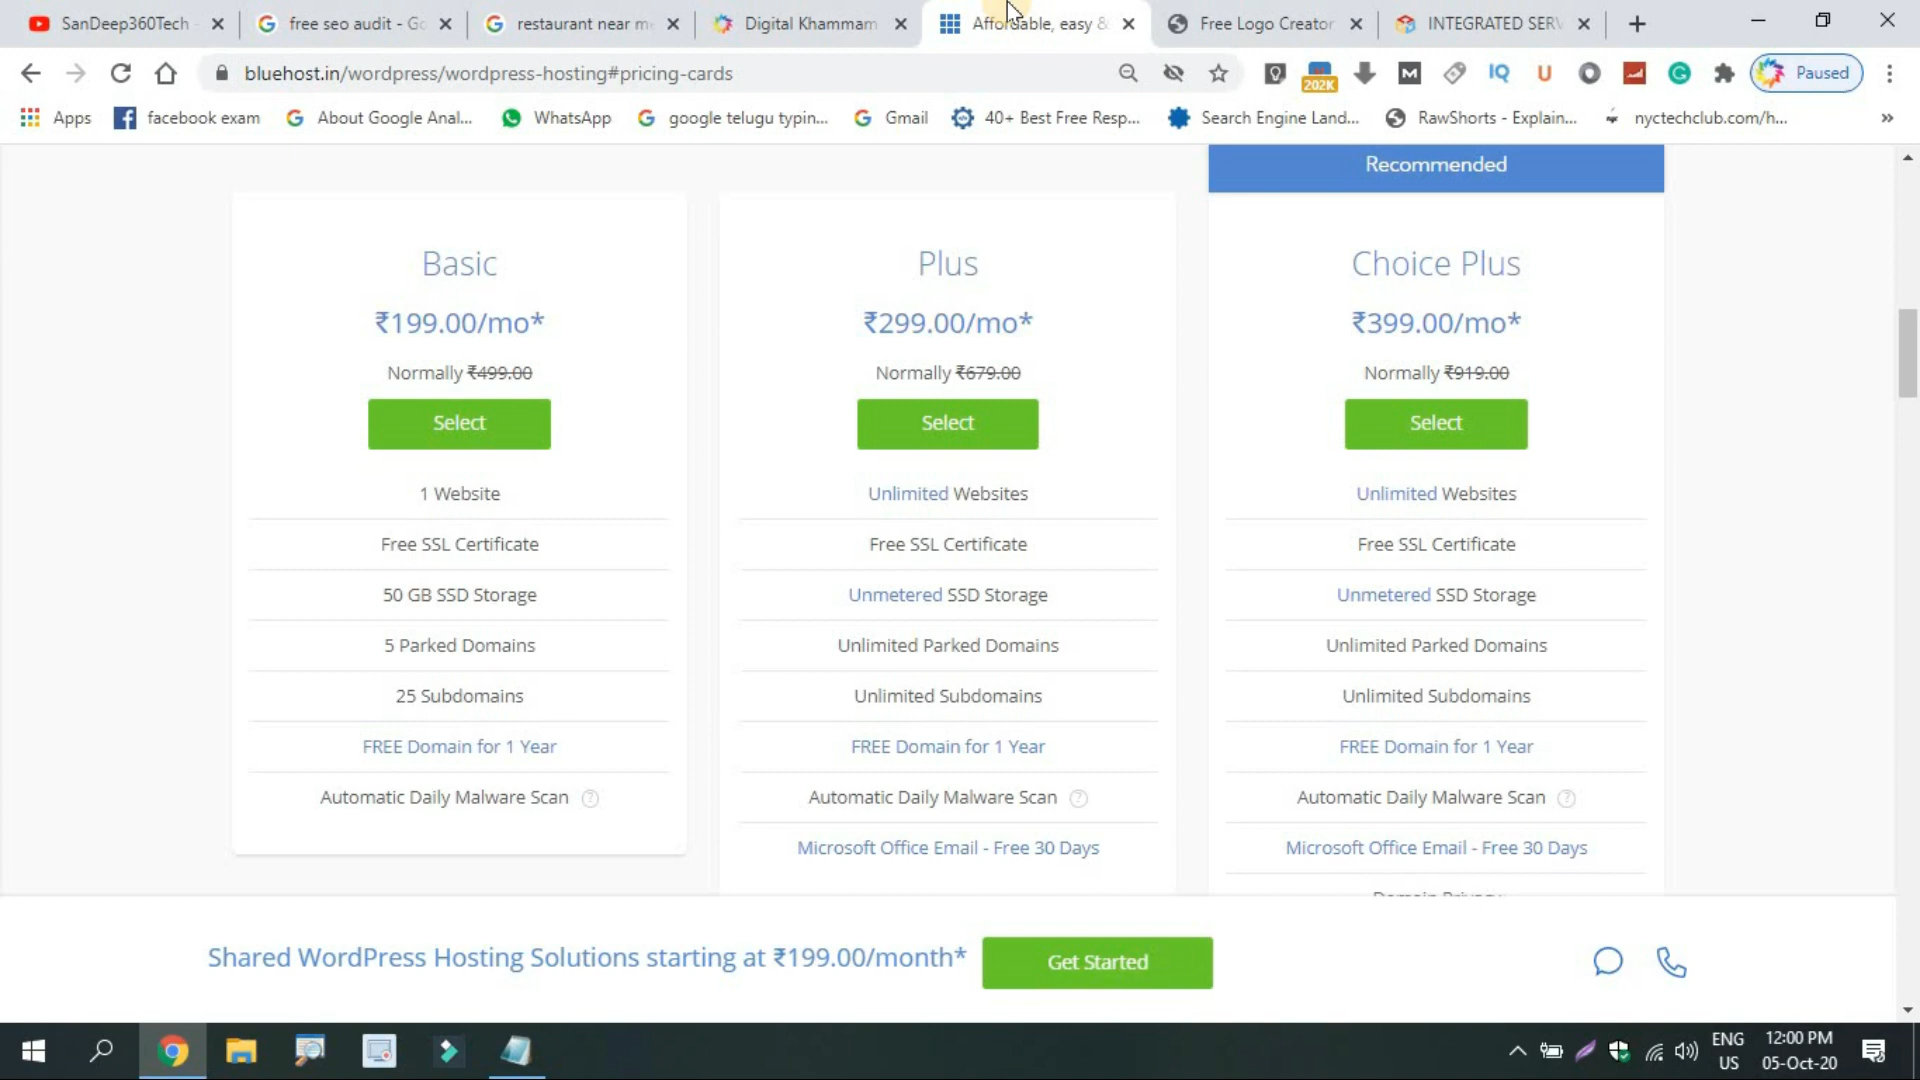 SanDeep360Tech
free seo audit - Go
restaurant near m
Digital Khammam
Affordable, easy &
Free Logo Creator
INTEGRATED SERV
bluehost.in/wordpress/wordpress-hosting#pricing-cards
202K
M
IQ
U
G
Paused
Apps
facebook exam
About Google Anal...
WhatsApp
google telugu typin...
Gmail
40+ Best Free Resp...
Search Engine Land...
RawShorts - Explain...
nyctechclub.com/h...
»
Recommended
Basic
Plus
Choice Plus
₹199.00/mo*
₹299.00/mo*
₹399.00/mo*
Normally ₹499.00
Normally ₹679.00
Normally ₹919.00
Select
Select
Select
1 Website
Unlimited Websites
Unlimited Websites
Free SSL Certificate
Free SSL Certificate
Free SSL Certificate
50 GB SSD Storage
Unmetered SSD Storage
Unmetered SSD Storage
5 Parked Domains
Unlimited Parked Domains
Unlimited Parked Domains
25 Subdomains
Unlimited Subdomains
Unlimited Subdomains
FREE Domain for 1 Year
FREE Domain for 1 Year
FREE Domain for 1 Year
Automatic Daily Malware Scan ?
Automatic Daily Malware Scan ?
Automatic Daily Malware Scan ?
Microsoft Office Email - Free 30 Days
Microsoft Office Email - Free 30 Days
Shared WordPress Hosting Solutions starting at ₹199.00/month*
Get Started
ENG
US
12:00 PM
05-Oct-20